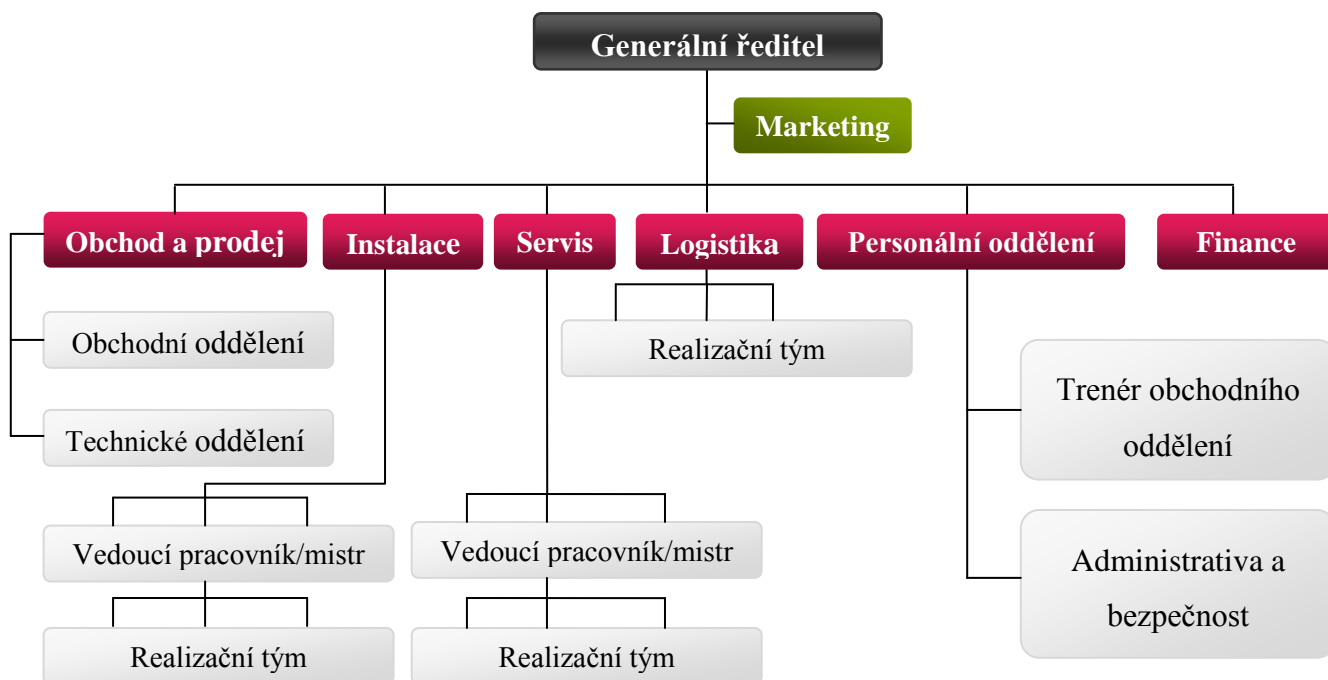 Generální ředitel
Marketing
Obchod a prodej
Instalace
Servis
Logistika
Personální oddělení
Finance
Obchodní oddělení
Realizační tým
Trenér obchodního
oddělení
Technické oddělení
Vedoucí pracovník/mistr
Vedoucí pracovník/mistr
Administrativa a
bezpečnost
Realizační tým
Realizační tým